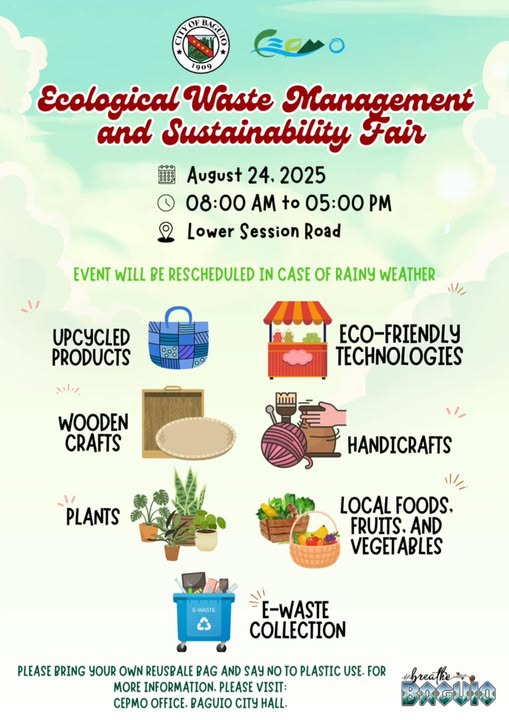 CITY OF BAGUIO
1909
Ecological Waste Management
and Sustainability Fair
August 24, 2025
08:00 AM to 05:00 PM
Lower Session Road
EVENT WILL BE RESCHEDULED IN CASE OF RAINY WEATHER
UPCYCLED
PRODUCTS
ECO-FRIENDLY
TECHNOLOGIES
WOODEN
CRAFTS
HANDICRAFTS
PLANTS
LOCAL FOODS,
FRUITS, AND
VEGETABLES
E-WASTE
E-WASTE
COLLECTION
PLEASE BRING YOUR OWN REUSBALE BAG AND SAY NO TO PLASTIC USE. FOR
MORE INFORMATION, PLEASE VISIT:
CEPMO OFFICE, BAGUIO CITY HALL.
breathe
BAGUIO